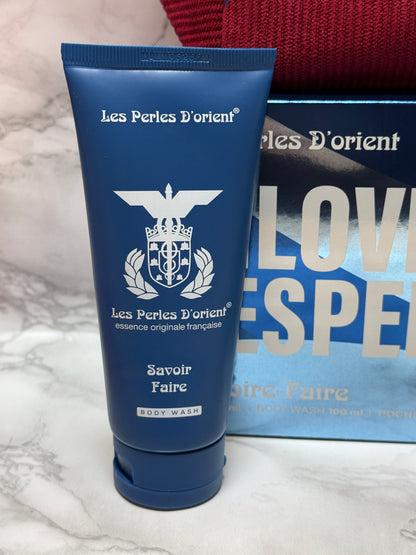 Les Perles D'orient®
Les Perles D'orient®
essence originale française
Savoir
Faire
BODY WASH
rles D'orient
LOVE
ESPE
oire Faire
BODY WASH 100 ml